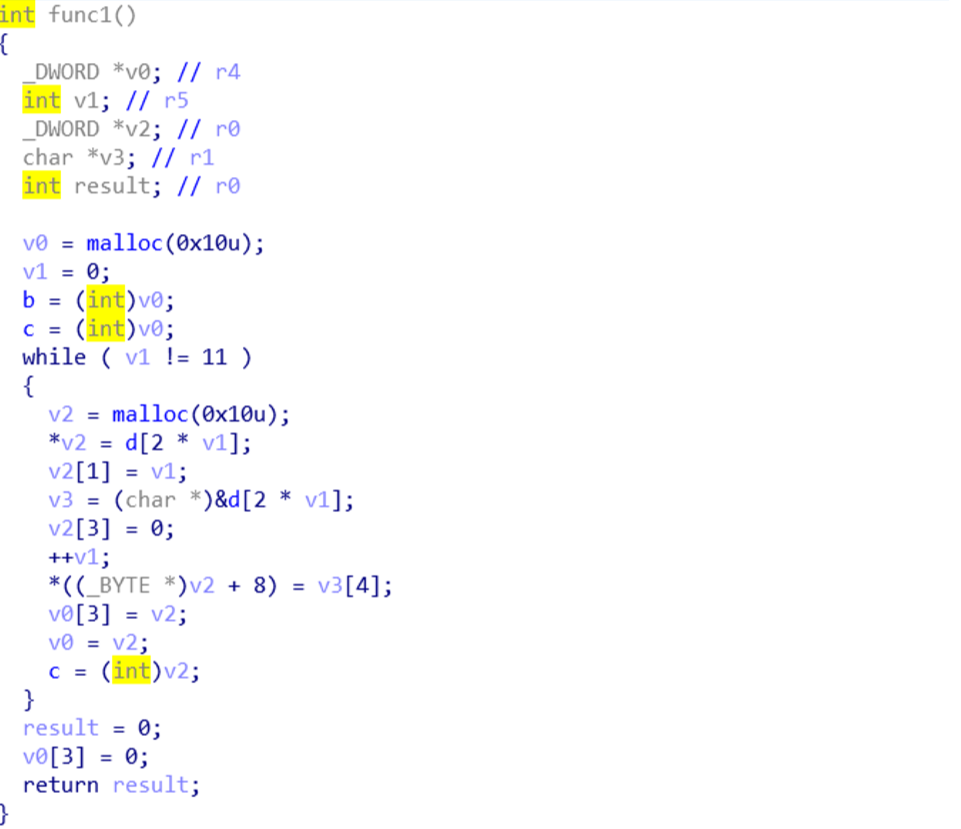 int func1()
{
  _DWORD *v0; // r4
  int v1; // r5
  _DWORD *v2; // r0
  char *v3; // r1
  int result; // r0

  v0 = malloc(0x10u);
  v1 = 0;
  b = (int)v0;
  c = (int)v0;
  while ( v1 != 11 )
  {
    v2 = malloc(0x10u);
    *v2 = d[2 * v1];
    v2[1] = v1;
    v3 = (char *)&d[2 * v1];
    v2[3] = 0;
    ++v1;
    *((_BYTE *)v2 + 8) = v3[4];
    v0[3] = v2;
    v0 = v2;
    c = (int)v2;
  }
  result = 0;
  v0[3] = 0;
  return result;
}